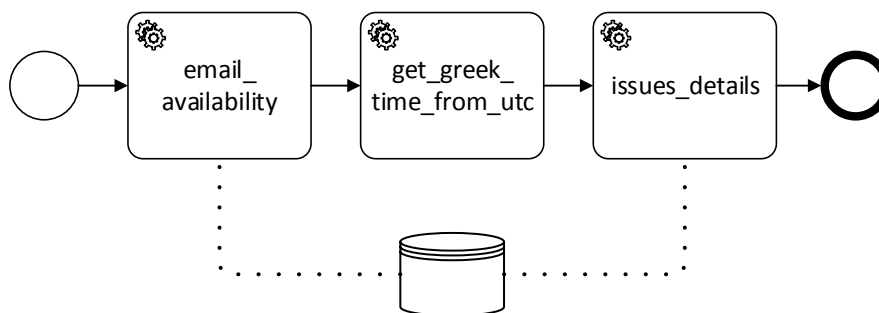 email_
availability
get_greek_
time_from_utc
issues_details